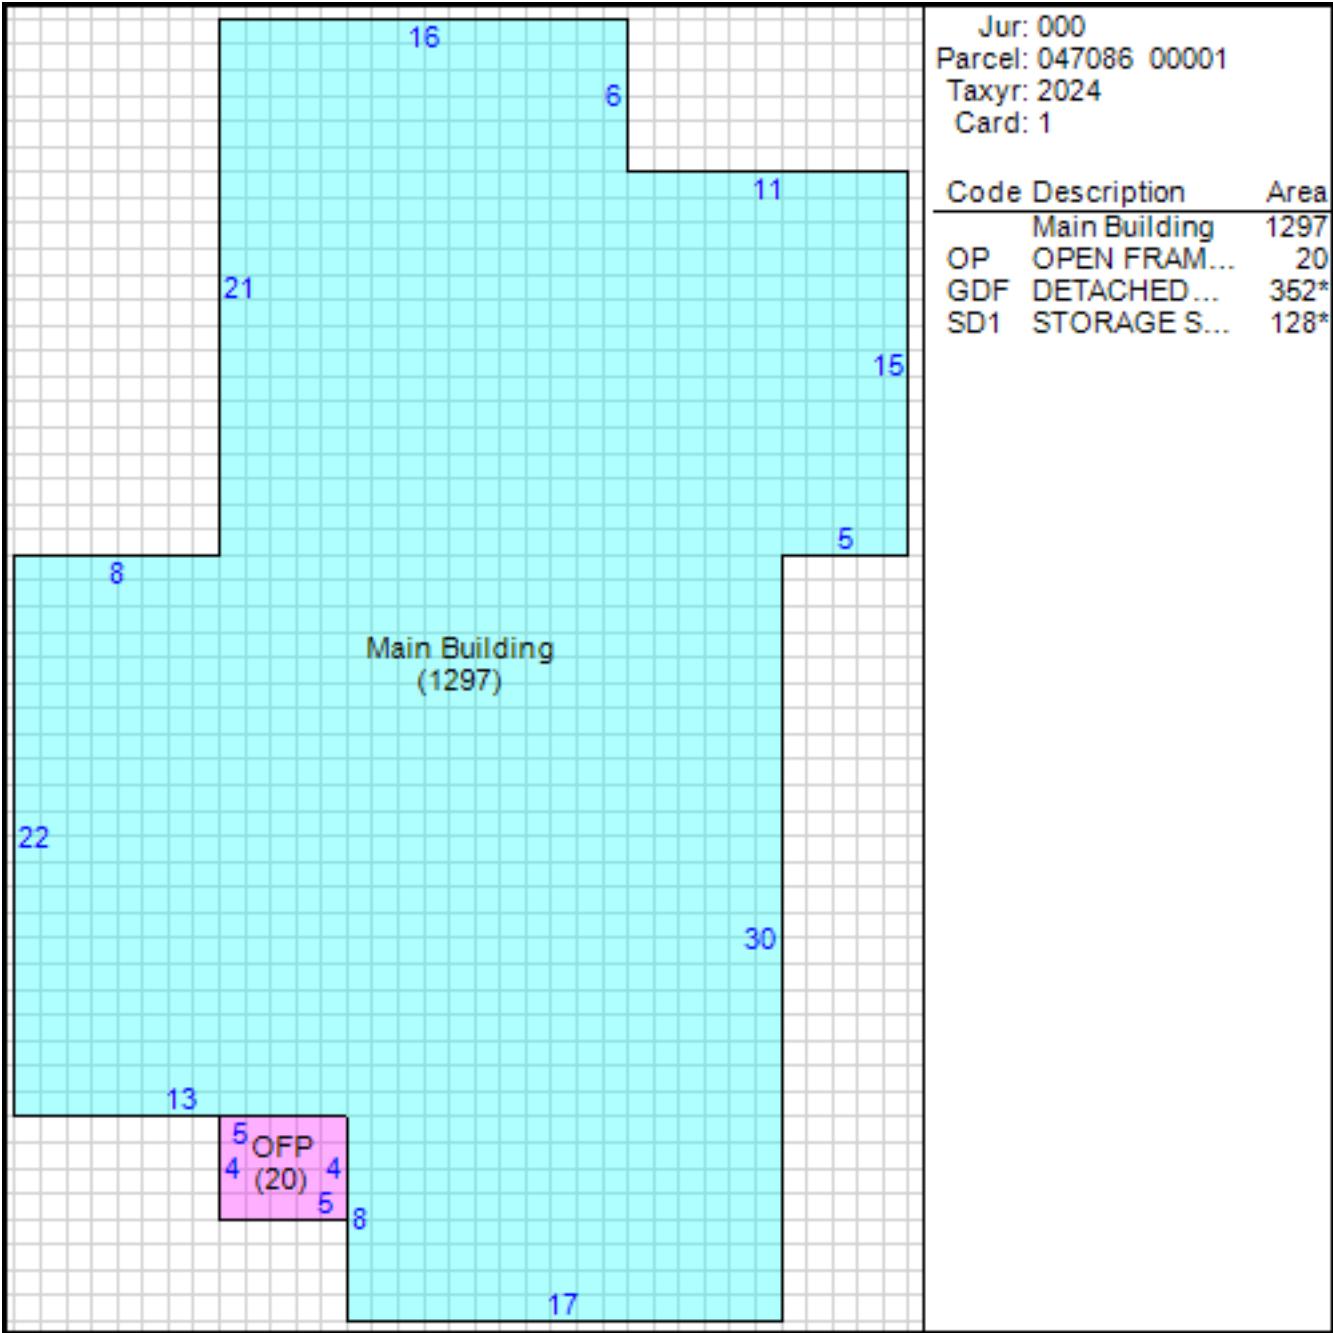 16
6
11
21
15
5
8
Main Building
(1297)
22
30
13
5
OFP
4
4
(20)
5
8
17
Jur: 000
Parcel: 047086 00001
Taxyr: 2024
Card: 1
Code Description Area
Main Building 1297
OP OPEN FRAM... 20
GDF DETACHED... 352*
SD1 STORAGE S... 128*